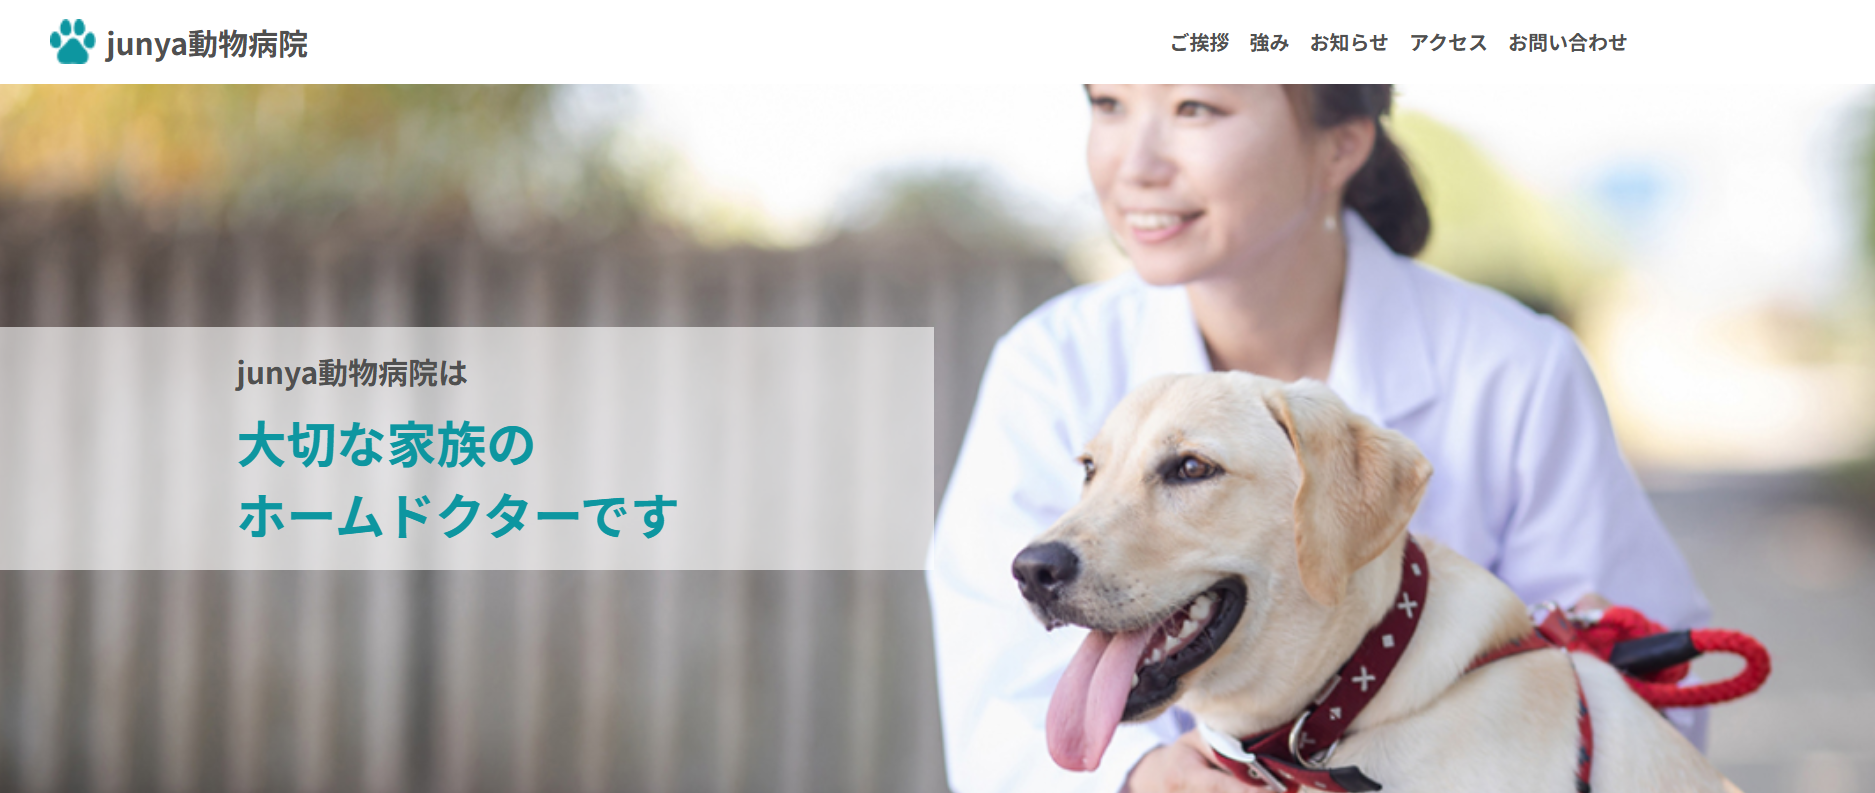 junya動物病院
ご挨拶 強み お知らせ アクセス お問い合わせ
junya動物病院は
大切な家族の
ホームドクターです